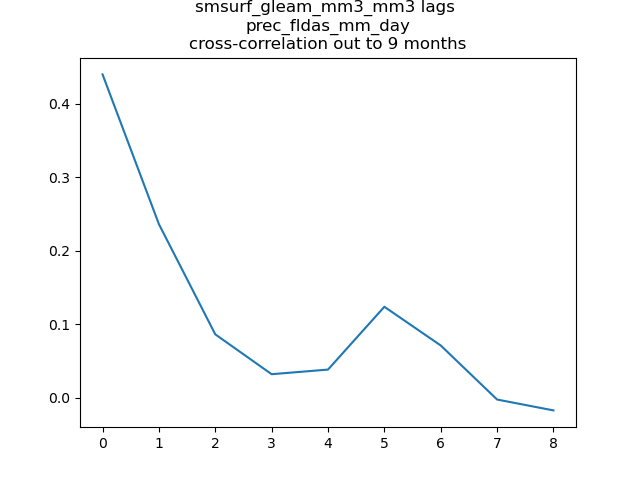 smsurf_gleam_mm3_mm3 lags
prec_fldas_mm_day
cross-correlation out to 9 months
0.4
0.3
0.2
0.1
0.0
0 1 2 3 4 5 6 7 8